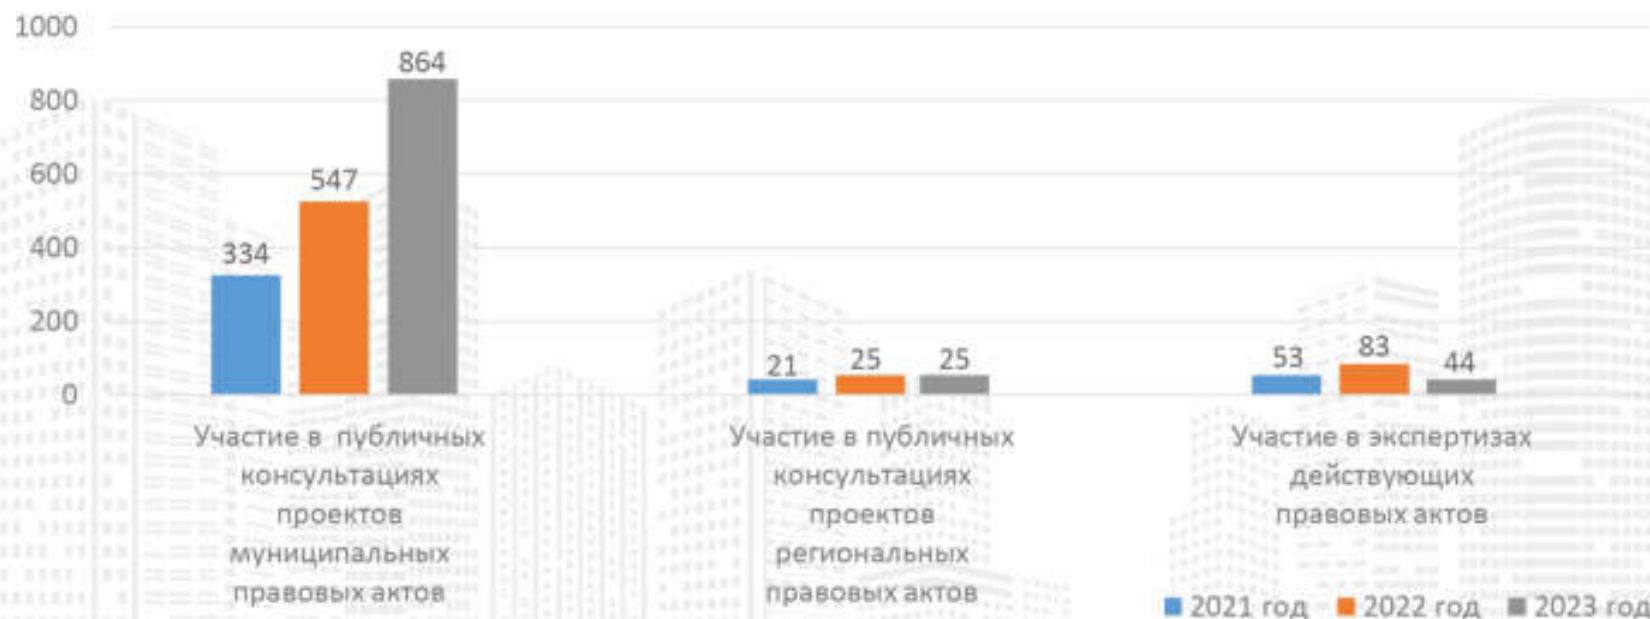 1000
800
600
400
200
0
334
547
864
21
25
25
53
83
44
Участие в публичных
консультациях
проектов
муниципальных
правовых актов
Участие в публичных
консультациях
проектов
региональных
правовых актов
Участие в экспертизах
действующих
правовых актов
2021 год 2022 год 2023 год